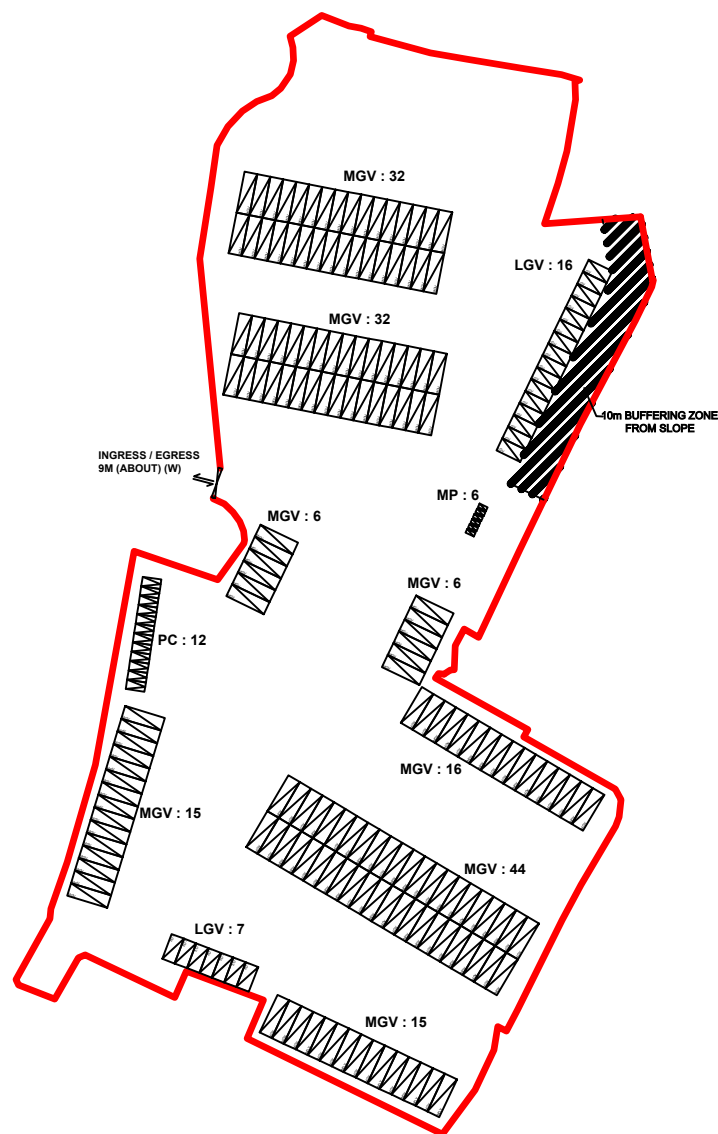 MGV : 32
LGV : 16
MGV : 32
10m BUFFERING ZONE
FROM SLOPE
INGRESS / EGRESS
9M (ABOUT) (W)
MP : 6
MGV : 6
MGV : 6
PC : 12
MGV : 16
MGV : 15
MGV : 44
LGV : 7
MGV : 15